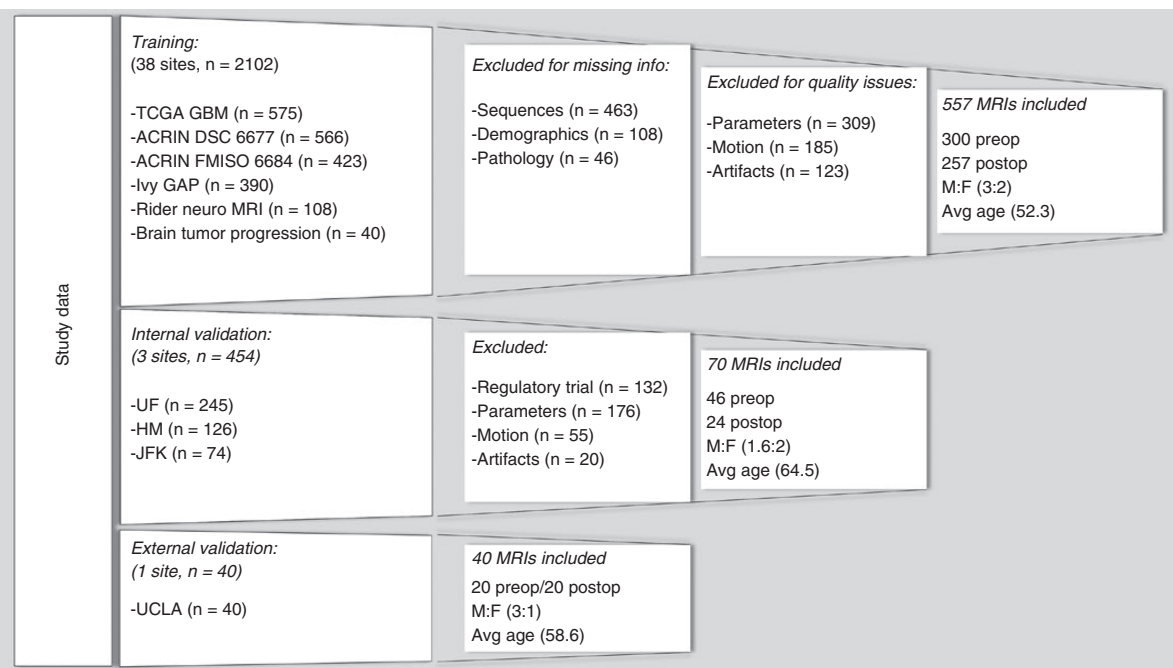 Study data
Training:
(38 sites, n = 2102)
-TCGA GBM (n = 575)
-ACRIN DSC 6677 (n = 566)
-ACRIN FMISO 6684 (n = 423)
-Ivy GAP (n = 390)
-Rider neuro MRI (n = 108)
-Brain tumor progression (n = 40)
Excluded for missing info:
-Sequences (n = 463)
-Demographics (n = 108)
-Pathology (n = 46)
Excluded for quality issues:
-Parameters (n = 309)
-Motion (n = 185)
-Artifacts (n = 123)
557 MRIs included
300 preop
257 postop
M:F (3:2)
Avg age (52.3)
Internal validation:
(3 sites, n = 454)
-UF (n = 245)
-HM (n = 126)
-JFK (n = 74)
Excluded:
-Regulatory trial (n = 132)
-Parameters (n = 176)
-Motion (n = 55)
-Artifacts (n = 20)
70 MRIs included
46 preop
24 postop
M:F (1.6:2)
Avg age (64.5)
External validation:
(1 site, n = 40)
-UCLA (n = 40)
40 MRIs included
20 preop/20 postop
M:F (3:1)
Avg age (58.6)